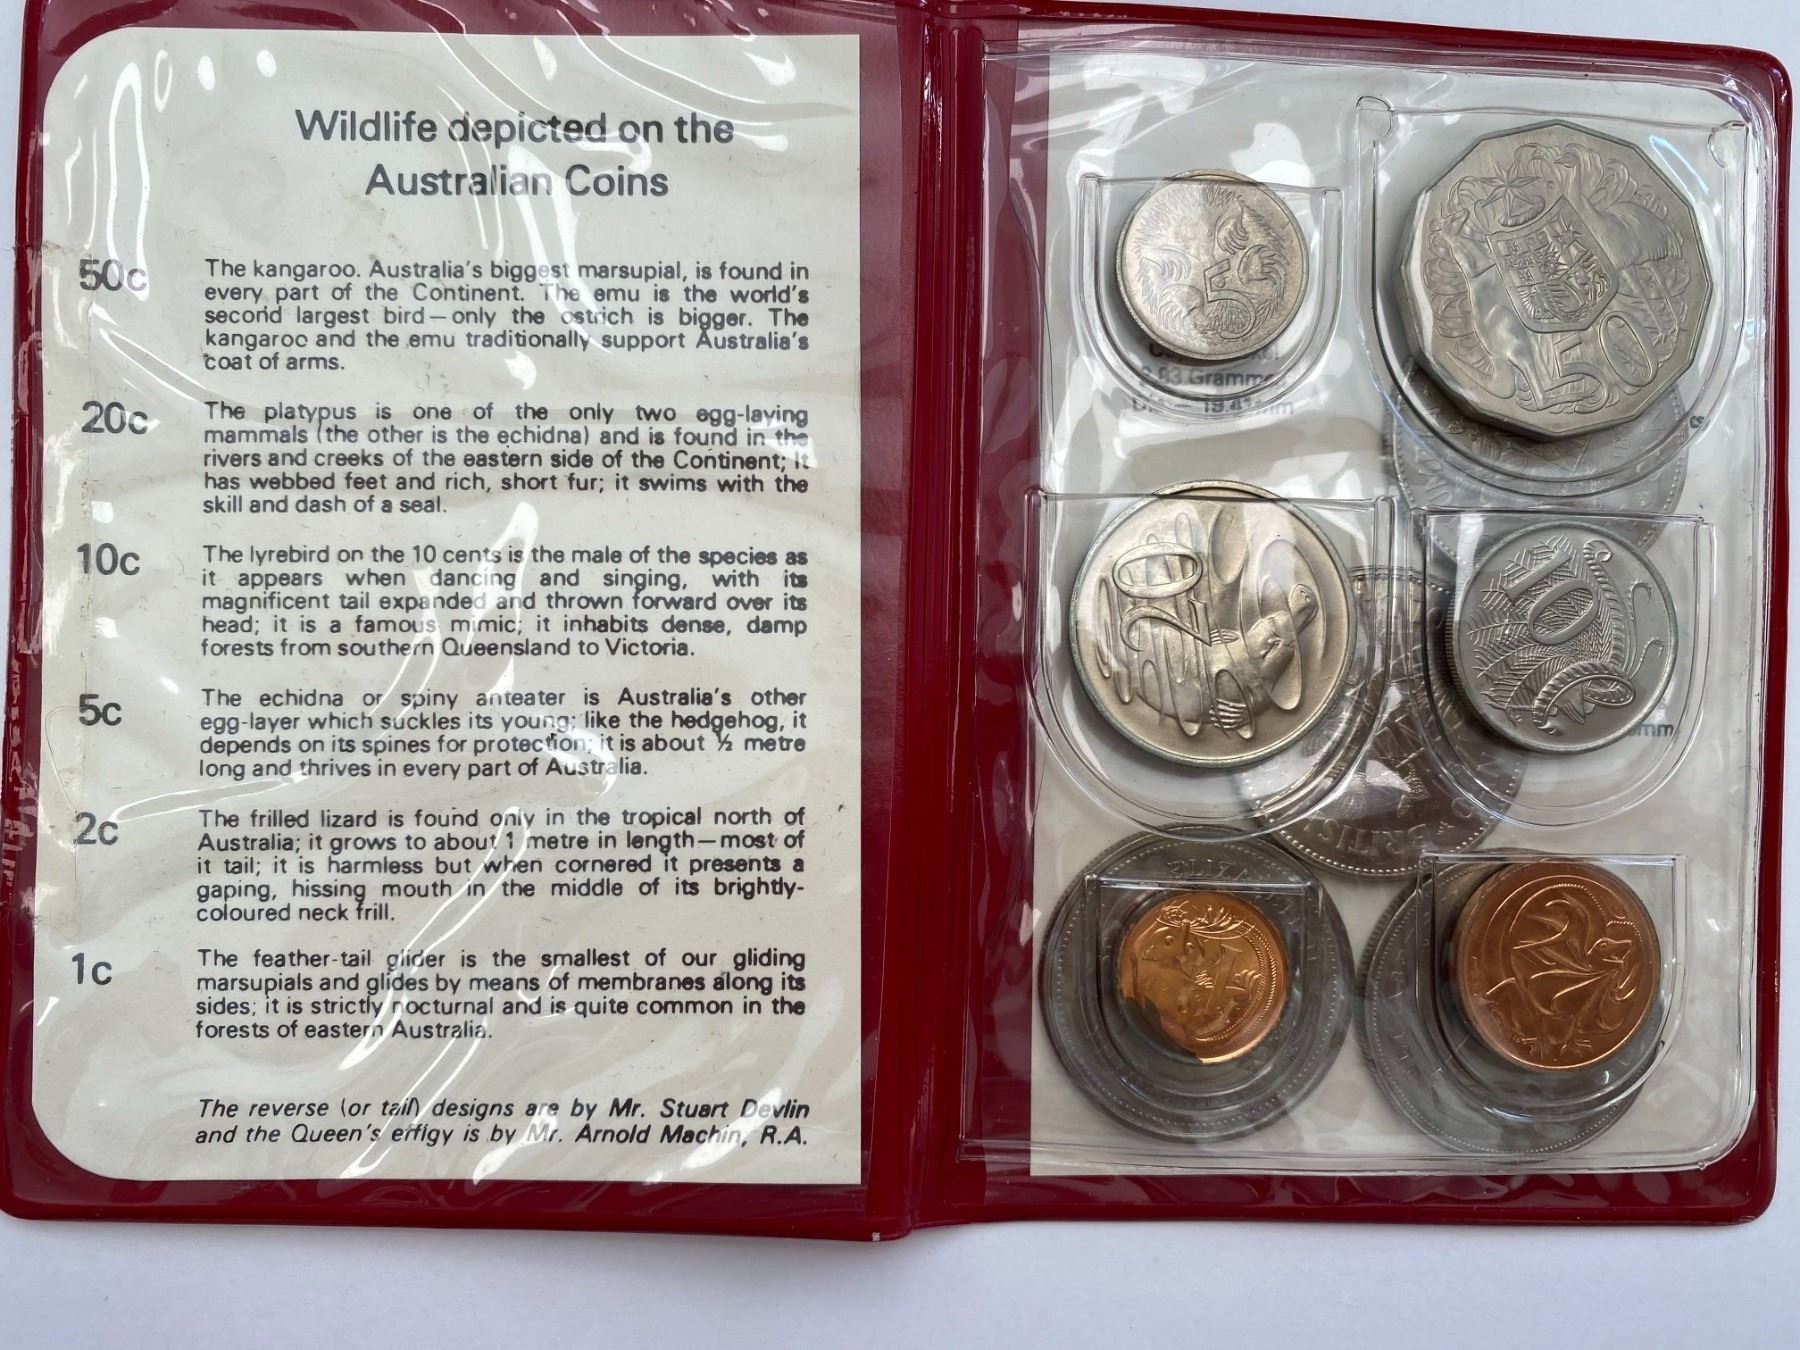 Wildlife depicted on the
Australian Coins
50c
The kangaroo. Australia's biggest marsupial, is found in
every part of the Continent. The emu is the world's
second largest bird—only the ostrich is bigger. The
kangaroo and the emu traditionally support Australia's
coat of arms.
20c
The platypus is one of the only two egg-laying
mammals (the other is the echidna) and is found in the
rivers and creeks of the eastern side of the Continent; it
has webbed feet and rich, short fur; it swims with the
skill and dash of a seal.
10c
The lyrebird on the 10 cents is the male of the species as
it appears when dancing and singing, with its
magnificent tail expanded and thrown forward over its
head; it is a famous mimic; it inhabits dense, damp
forests from southern Queensland to Victoria.
5c
The echidna or spiny anteater is Australia's other
egg-layer which suckles its young; like the hedgehog, it
depends on its spines for protection; it is about ½ metre
long and thrives in every part of Australia.
2c
The frilled lizard is found only in the tropical north of
Australia; it grows to about 1 metre in length—most of
it tail; it is harmless but when cornered it presents a
gaping, hissing mouth in the middle of its brightly-
coloured neck frill.
1c
The feather-tail glider is the smallest of our gliding
marsupials and glides by means of membranes along its
sides; it is strictly nocturnal and is quite common in the
forests of eastern Australia.
The reverse (or tail) designs are by Mr. Stuart Devlin
and the Queen's effigy is by Mr. Arnold Machin, R.A.
5
50
Grammes
19.41mm
20
10
mm
BRITISH
1
2